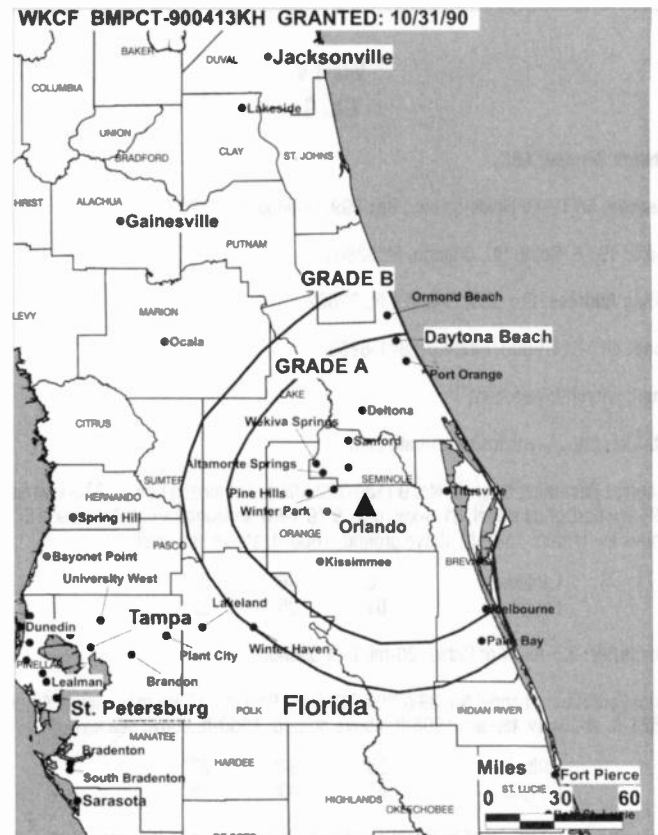 WKCF BMPCT-900413KH GRANTED: 10/31/90
BAKER
DUVAL
Jacksonville
COLUMBIA
Lakeside
UNION
BRADFORD
CLAY
ST. JOHNS
HRIST
ALACHUA
Gainesville
PUTNAM
GRADE B
LEVY
MARION
Ormond Beach
Ocala
Daytona Beach
GRADE A
Port Orange
LAKE
CITRUS
Deltona
Wekiva Springs
Sanford
SUMTER
Altamonte Springs
SEMINOLE
HERNANDO
Pine Hills
Titusville
Spring Hill
Winter Park
Orlando
ORANGE
PASCO
Bayonet Point
Kissimmee
University West
Lakeland
Melbourne
Dunedin
Tampa
Winter Haven
Palm Bay
Plant City
Lealman
Brandon
St. Petersburg
POLK
Florida
INDIAN RIVER
MANATEE
Bradenton
HARDEE
Miles
Fort Pierce
South Bradenton
ST. LUCIE
Sarasota
HIGHLANDS
OKEECHOBEE
0 30 60